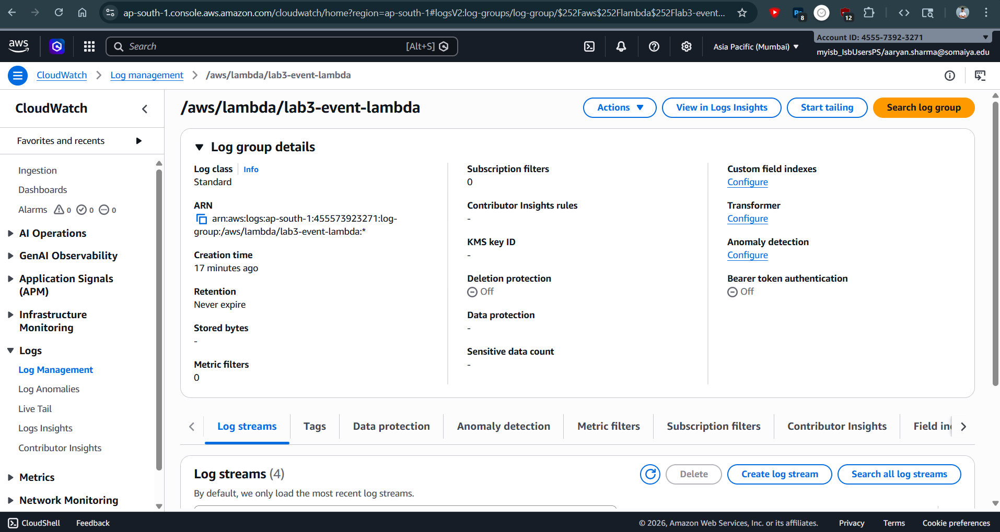 ap-south-1.console.aws.amazon.com/cloudwatch/home?region=ap-south-1#logsV2:log-groups/log-group/$252Faws$252Flambda$252Flab3-event...
8
12
aws
Search
[Alt+S]
Asia Pacific (Mumbai)
Account ID: 4555-7392-3271
myisb_IsbUsersPS/aaryan.sharma@somaiya.edu
CloudWatch
Log management
/aws/lambda/lab3-event-lambda
CloudWatch
Favorites and recents
Ingestion
Dashboards
Alarms 0 0 0
AI Operations
GenAI Observability
Application Signals
(APM)
Infrastructure
Monitoring
Logs
Log Management
Log Anomalies
Live Tail
Logs Insights
Contributor Insights
Metrics
Network Monitoring
/aws/lambda/lab3-event-lambda
Actions
View in Logs Insights
Start tailing
Search log group
Log group details
Log class
Info
Standard
ARN
arn:aws:logs:ap-south-1:455573923271:log-
group:/aws/lambda/lab3-event-lambda:*
Creation time
17 minutes ago
Retention
Never expire
Stored bytes
-
Metric filters
0
Subscription filters
0
Contributor Insights rules
-
KMS key ID
-
Deletion protection
Off
Data protection
-
Sensitive data count
-
Custom field indexes
Configure
Transformer
Configure
Anomaly detection
Configure
Bearer token authentication
Off
Log streams
Tags
Data protection
Anomaly detection
Metric filters
Subscription filters
Contributor Insights
Field in
Log streams (4)
Delete
Create log stream
Search all log streams
By default, we only load the most recent log streams.
CloudShell
Feedback
© 2026, Amazon Web Services, Inc. or its affiliates.
Privacy
Terms
Cookie preferences